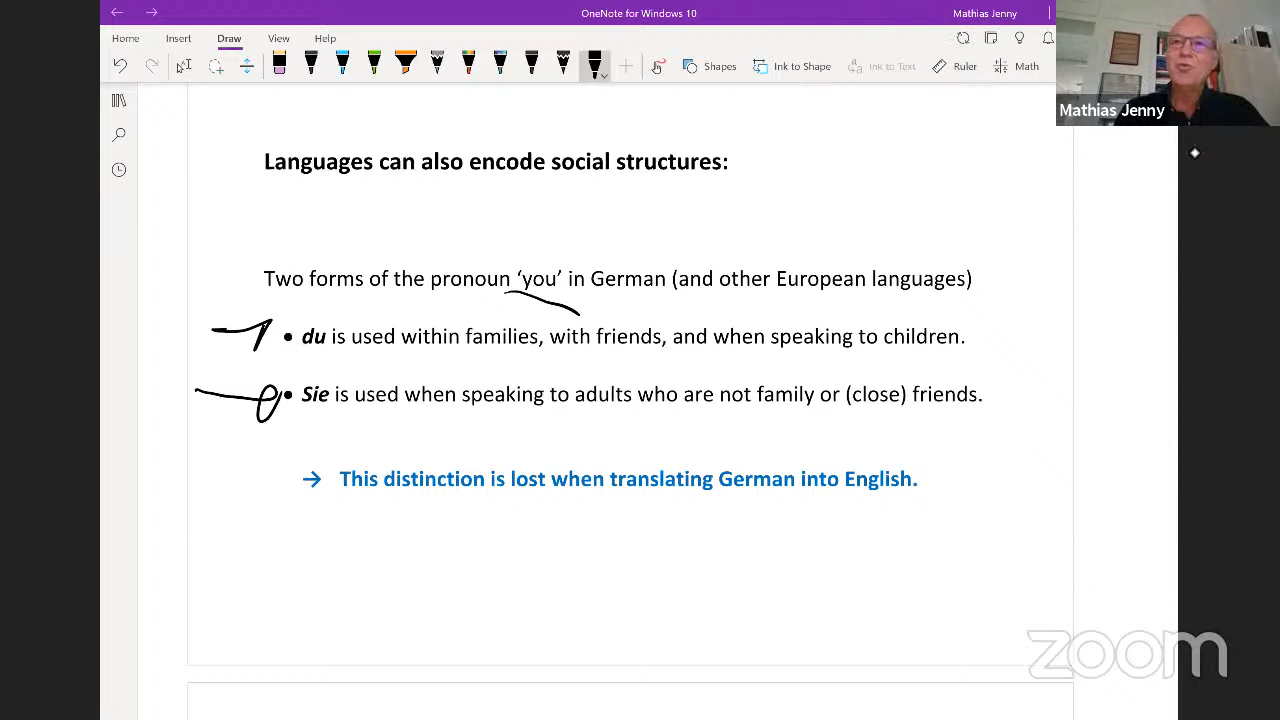 OneNote for Windows 10
Mathias Jenny
Home Insert Draw View Help
Shapes Ink to Shape Ink to Text Ruler Math
Mathias Jenny
Languages can also encode social structures:
Two forms of the pronoun ‘you’ in German (and other European languages)
• du is used within families, with friends, and when speaking to children.
• Sie is used when speaking to adults who are not family or (close) friends.
→ This distinction is lost when translating German into English.
zoom